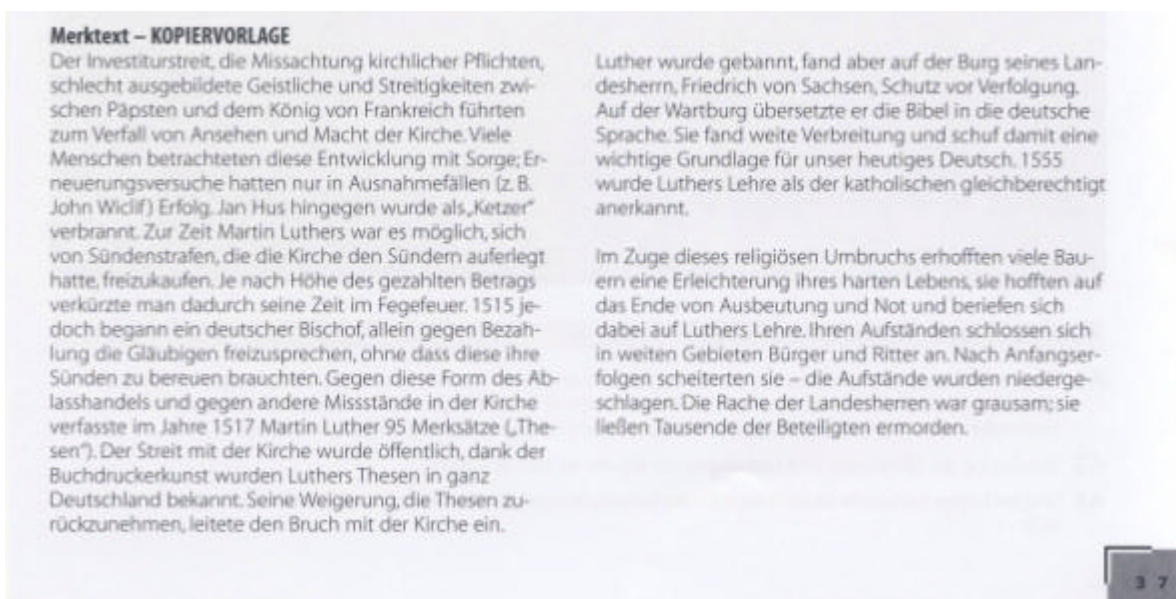 Merktext – KOPIERVORLAGE
Der Investiturstreit, die Missachtung kirchlicher Pflichten,
schlecht ausgebildete Geistliche und Streitigkeiten zwi-
schen Päpsten und dem König von Frankreich führten
zum Verfall von Ansehen und Macht der Kirche. Viele
Menschen betrachteten diese Entwicklung mit Sorge; Er-
neuerungsversuche hatten nur in Ausnahmefällen (z. B.
John Wiclif) Erfolg. Jan Hus hingegen wurde als „Ketzer“
verbrannt. Zur Zeit Martin Luthers war es möglich, sich
von Sündenstrafen, die die Kirche den Sündern auferlegt
hatte, freizukaufen. Je nach Höhe des gezahlten Betrags
verkürzte man dadurch seine Zeit im Fegefeuer. 1515 je-
doch begann ein deutscher Bischof, allein gegen Bezah-
lung die Gläubigen freizusprechen, ohne dass diese ihre
Sünden zu bereuen brauchten. Gegen diese Form des Ab-
lasshandels und gegen andere Missstände in der Kirche
verfasste im Jahre 1517 Martin Luther 95 Merksätze („The-
sen“). Der Streit mit der Kirche wurde öffentlich, dank der
Buchdruckerkunst wurden Luthers Thesen in ganz
Deutschland bekannt. Seine Weigerung, die Thesen zu-
rückzunehmen, leitete den Bruch mit der Kirche ein.
Luther wurde gebannt, fand aber auf der Burg seines Lan-
desherrn, Friedrich von Sachsen, Schutz vor Verfolgung.
Auf der Wartburg übersetzte er die Bibel in die deutsche
Sprache. Sie fand weite Verbreitung und schuf damit eine
wichtige Grundlage für unser heutiges Deutsch. 1555
wurde Luthers Lehre als der katholischen gleichberechtigt
anerkannt.
Im Zuge dieses religiösen Umbruchs erhofften viele Bau-
ern eine Erleichterung ihres harten Lebens, sie hofften auf
das Ende von Ausbeutung und Not und beriefen sich
dabei auf Luthers Lehre. Ihren Aufständen schlossen sich
in weiten Gebieten Bürger und Ritter an. Nach Anfangser-
folgen scheiterten sie – die Aufstände wurden niederge-
schlagen. Die Rache der Landesherren war grausam; sie
ließen Tausende der Beteiligten ermorden.
3 7